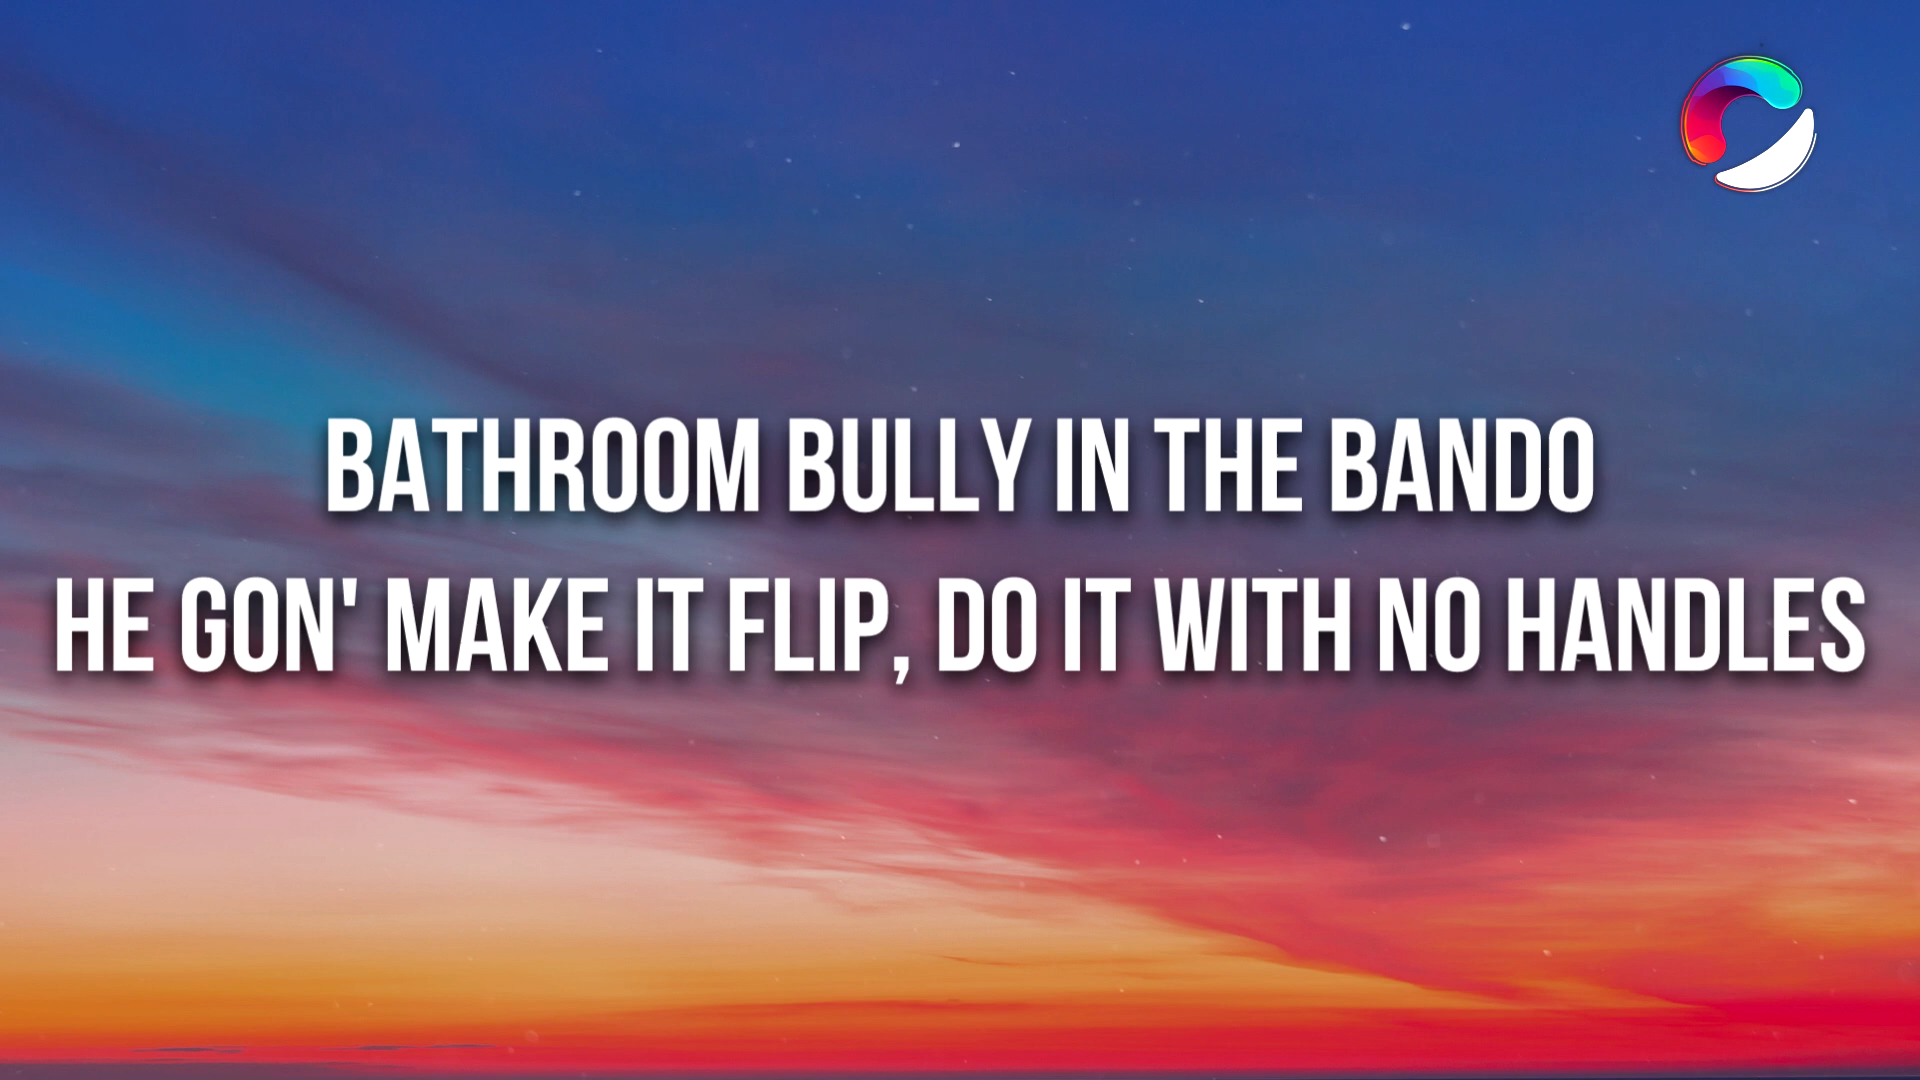 BATHROOM BULLY IN THE BANDO
HE GON' MAKE IT FLIP, DO IT WITH NO HANDLES